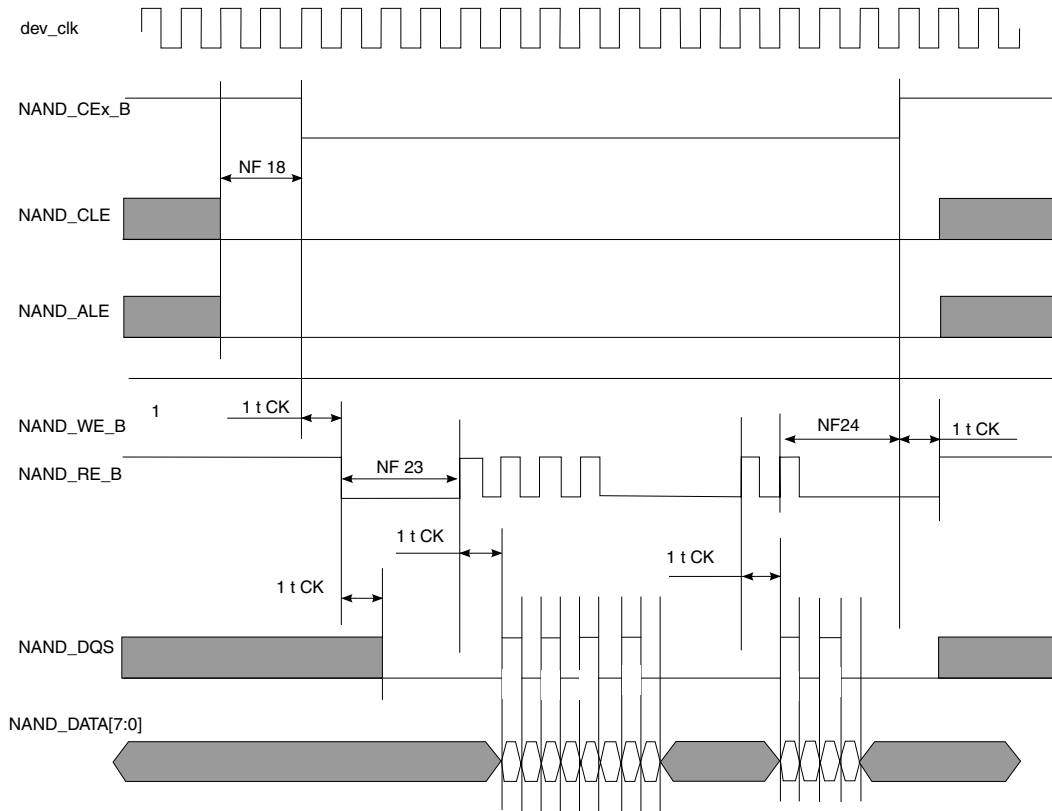 dev_clk
NAND_CEx_B
NF 18
NAND_CLE
NAND_ALE
1
1 t CK
NF24
1 t CK
NAND_WE_B
NF 23
NAND_RE_B
1 t CK
1 t CK
1 t CK
NAND_DQS
NAND_DATA[7:0]